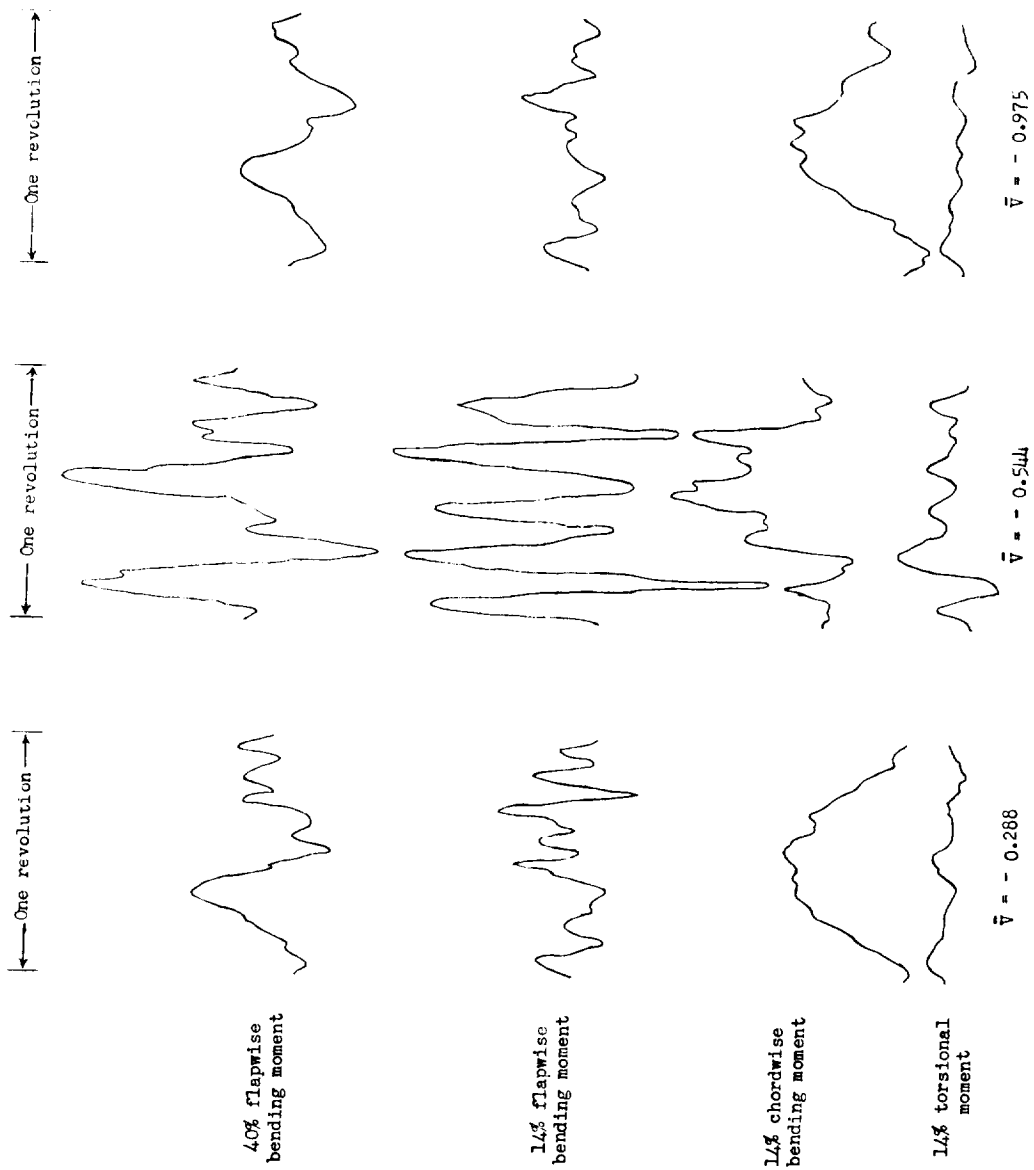 One revolution
One revolution
One revolution
40% flapwise
bending moment
14% flapwise
bending moment
14% chordwise
bending moment
14% torsional
moment
V̄ = - 0.288
V̄ = - 0.544
V̄ = - 0.975